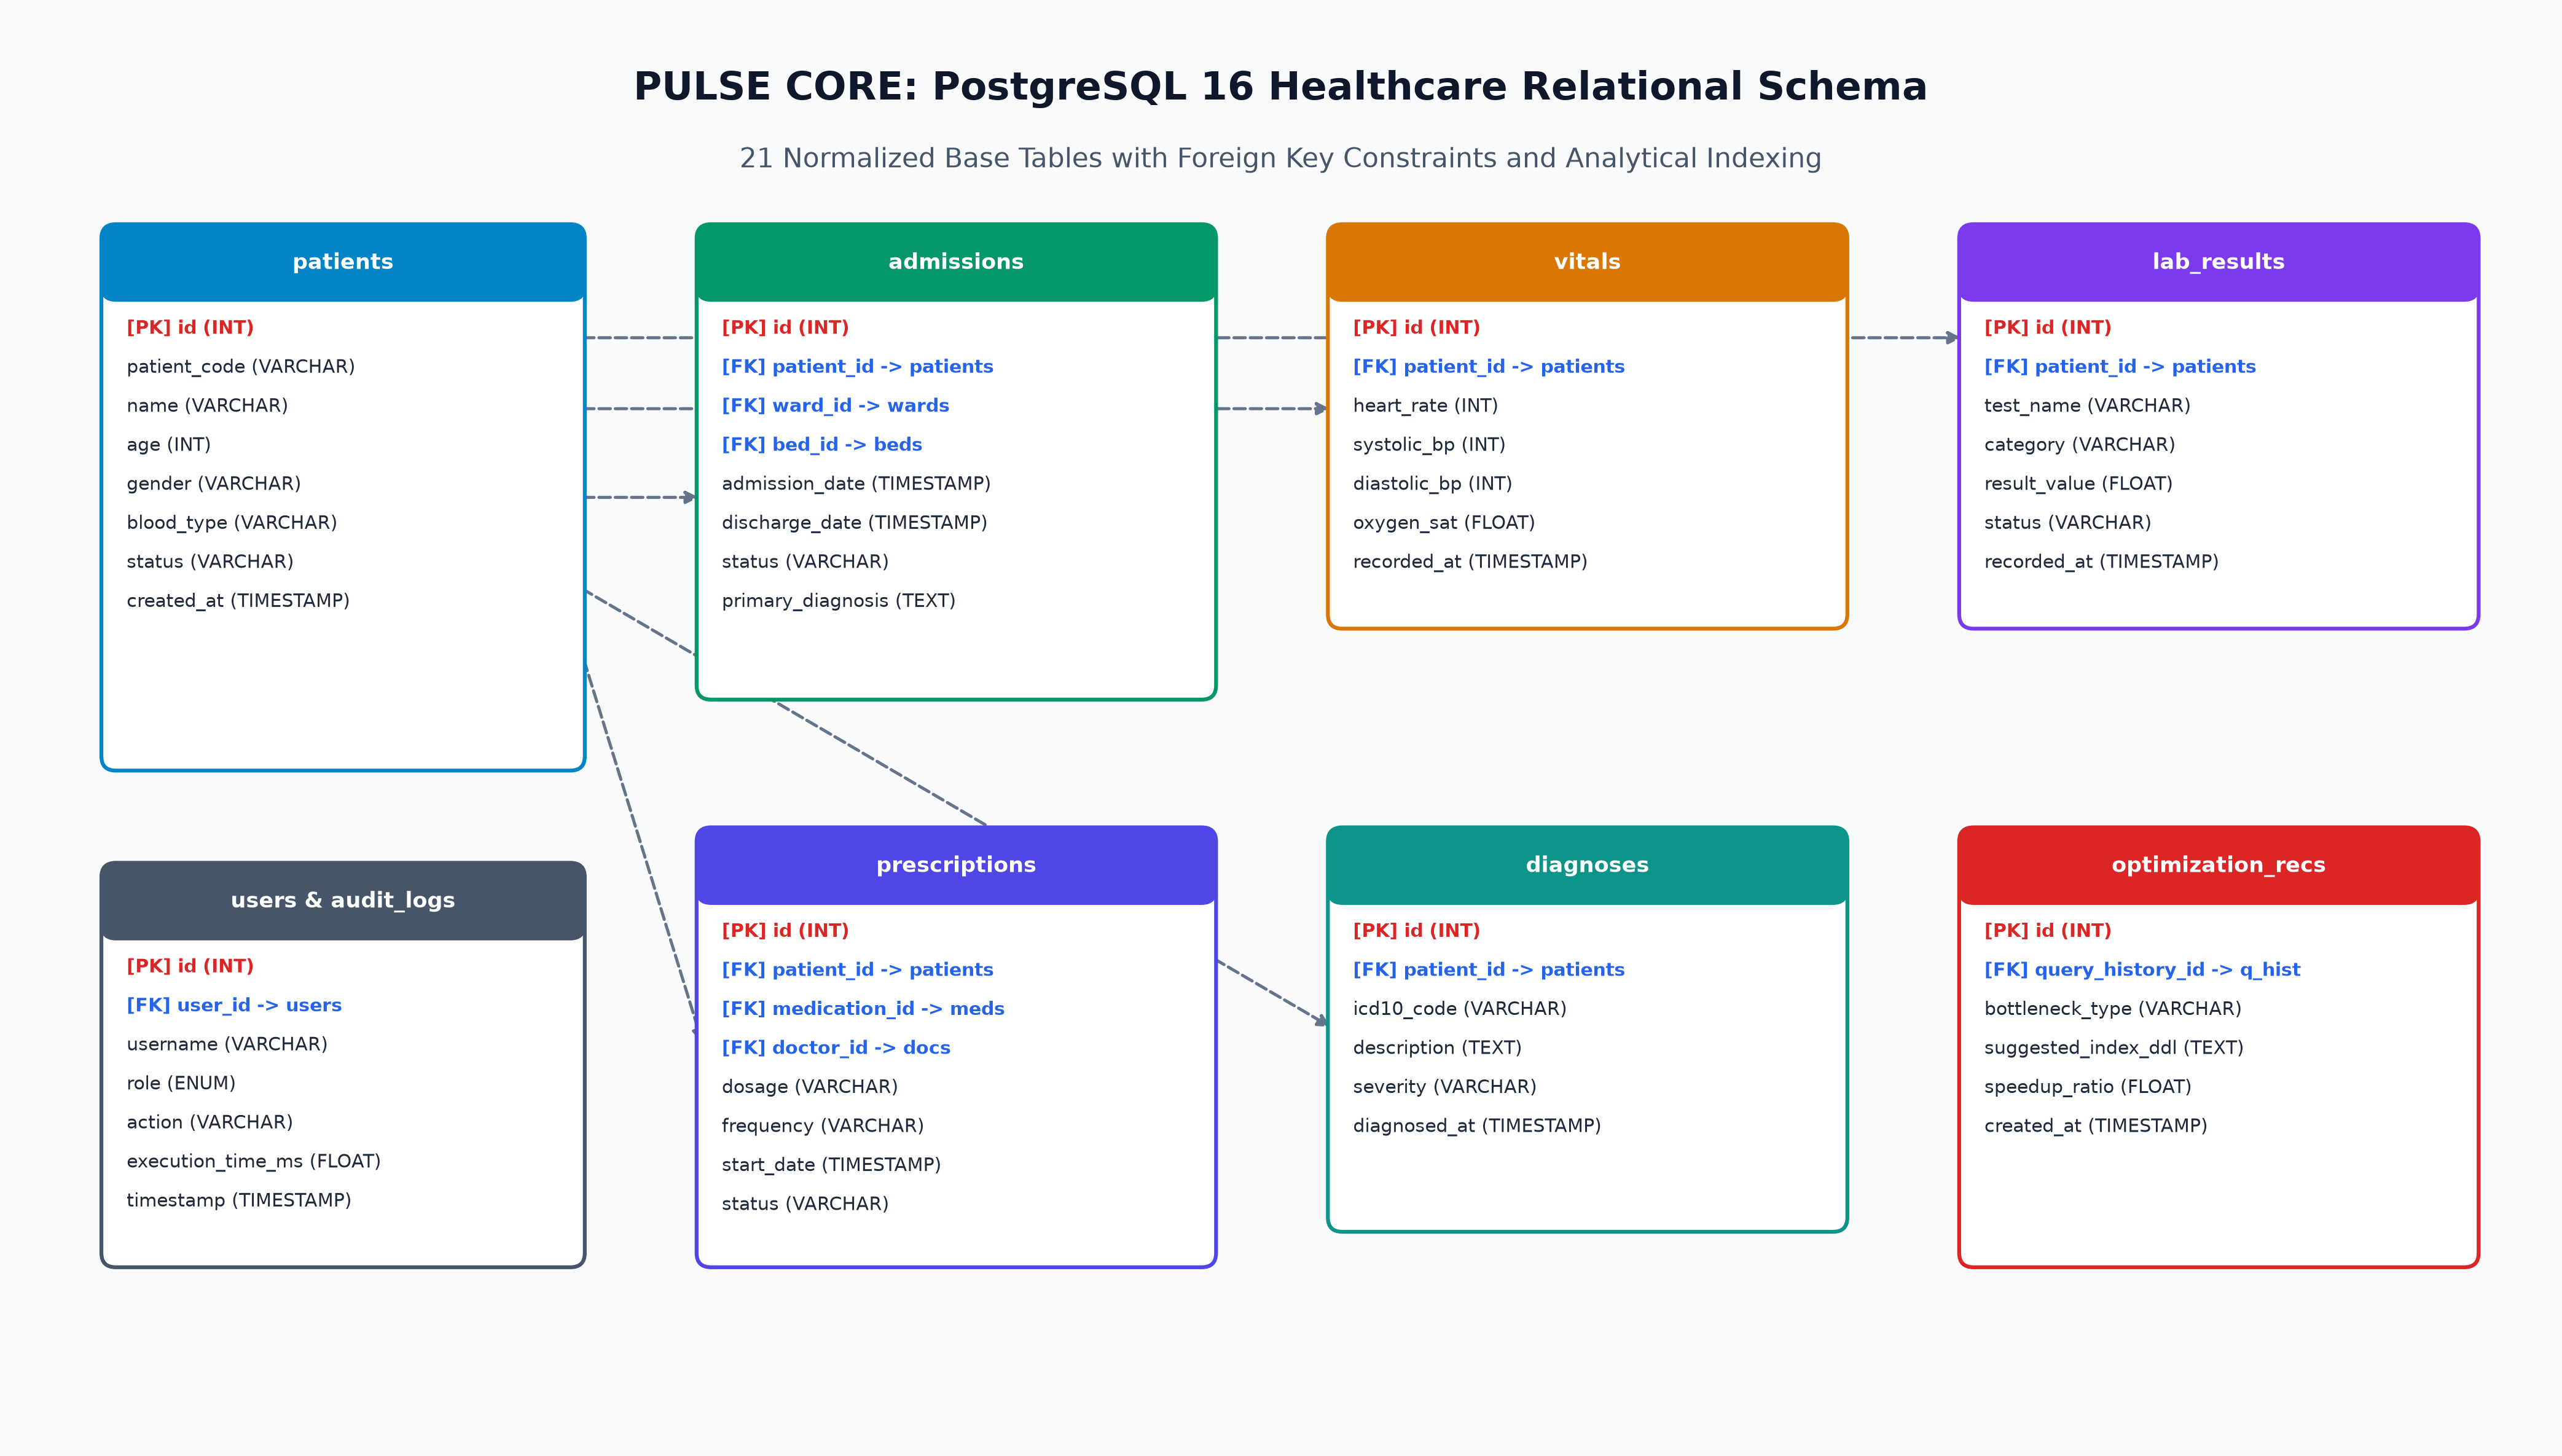 PULSE CORE: PostgreSQL 16 Healthcare Relational Schema
21 Normalized Base Tables with Foreign Key Constraints and Analytical Indexing
patients
[PK] id (INT)
patient_code (VARCHAR)
name (VARCHAR)
age (INT)
gender (VARCHAR)
blood_type (VARCHAR)
status (VARCHAR)
created_at (TIMESTAMP)
admissions
[PK] id (INT)
[FK] patient_id -> patients
[FK] ward_id -> wards
[FK] bed_id -> beds
admission_date (TIMESTAMP)
discharge_date (TIMESTAMP)
status (VARCHAR)
primary_diagnosis (TEXT)
vitals
[PK] id (INT)
[FK] patient_id -> patients
heart_rate (INT)
systolic_bp (INT)
diastolic_bp (INT)
oxygen_sat (FLOAT)
recorded_at (TIMESTAMP)
lab_results
[PK] id (INT)
[FK] patient_id -> patients
test_name (VARCHAR)
category (VARCHAR)
result_value (FLOAT)
status (VARCHAR)
recorded_at (TIMESTAMP)
users & audit_logs
[PK] id (INT)
[FK] user_id -> users
username (VARCHAR)
role (ENUM)
action (VARCHAR)
execution_time_ms (FLOAT)
timestamp (TIMESTAMP)
prescriptions
[PK] id (INT)
[FK] patient_id -> patients
[FK] medication_id -> meds
[FK] doctor_id -> docs
dosage (VARCHAR)
frequency (VARCHAR)
start_date (TIMESTAMP)
status (VARCHAR)
diagnoses
[PK] id (INT)
[FK] patient_id -> patients
icd10_code (VARCHAR)
description (TEXT)
severity (VARCHAR)
diagnosed_at (TIMESTAMP)
optimization_recs
[PK] id (INT)
[FK] query_history_id -> q_hist
bottleneck_type (VARCHAR)
suggested_index_ddl (TEXT)
speedup_ratio (FLOAT)
created_at (TIMESTAMP)